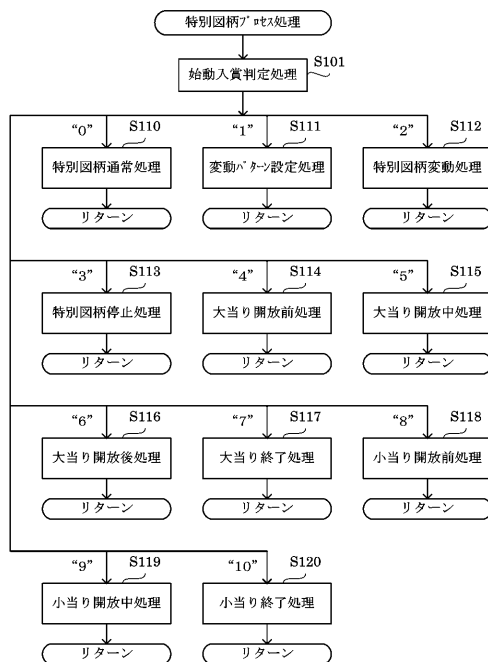 特別図柄ﾌﾟﾛｾｽ処理
S101
始動入賞判定処理
“0” S110 “1” S111 “2” S112
特別図柄通常処理 変動ﾊﾟﾀｰﾝ設定処理 特別図柄変動処理
リターン リターン リターン
“3” S113 “4” S114 “5” S115
特別図柄停止処理 大当り開放前処理 大当り開放中処理
リターン リターン リターン
“6” S116 “7” S117 “8” S118
大当り開放後処理 大当り終了処理 小当り開放前処理
リターン リターン リターン
“9” S119 “10” S120
小当り開放中処理 小当り終了処理
リターン リターン